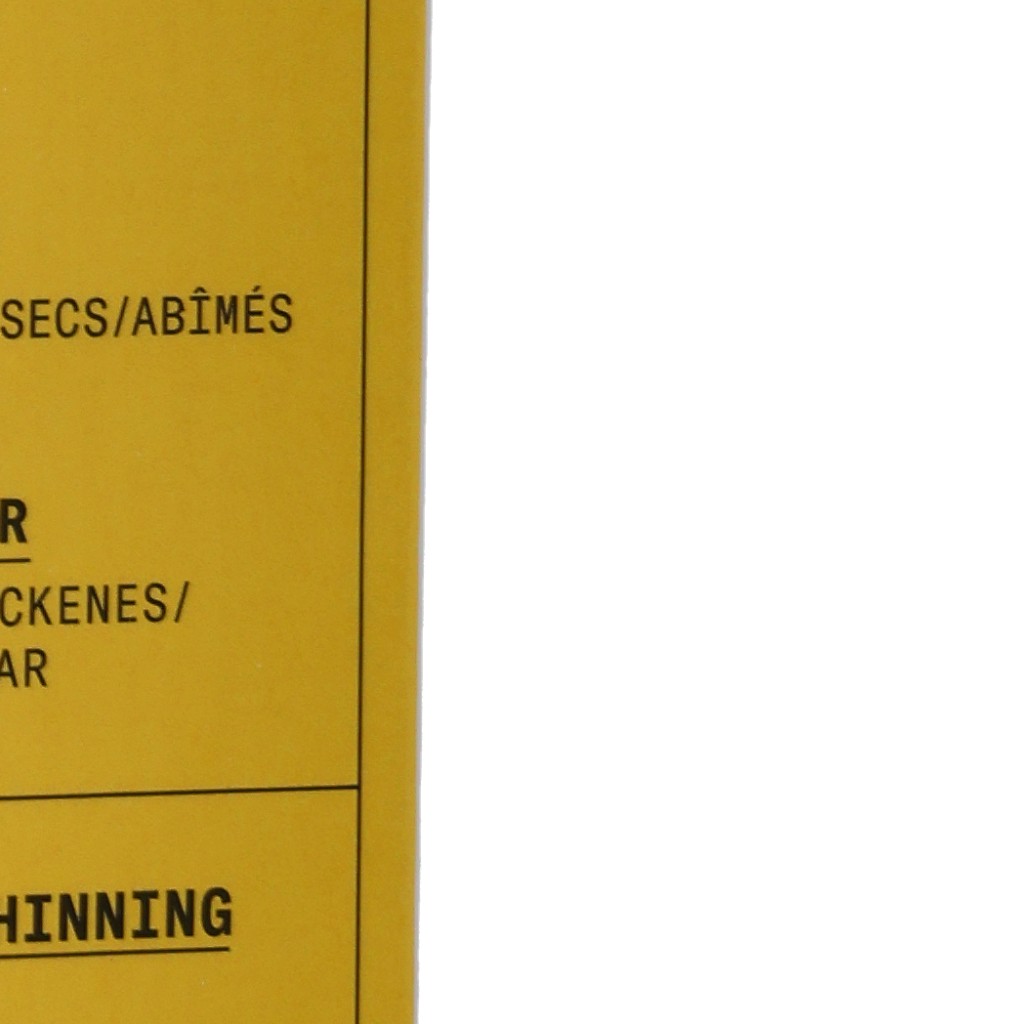 SECS/ABÎMÉS
R
CKENES/
AR
HINNING